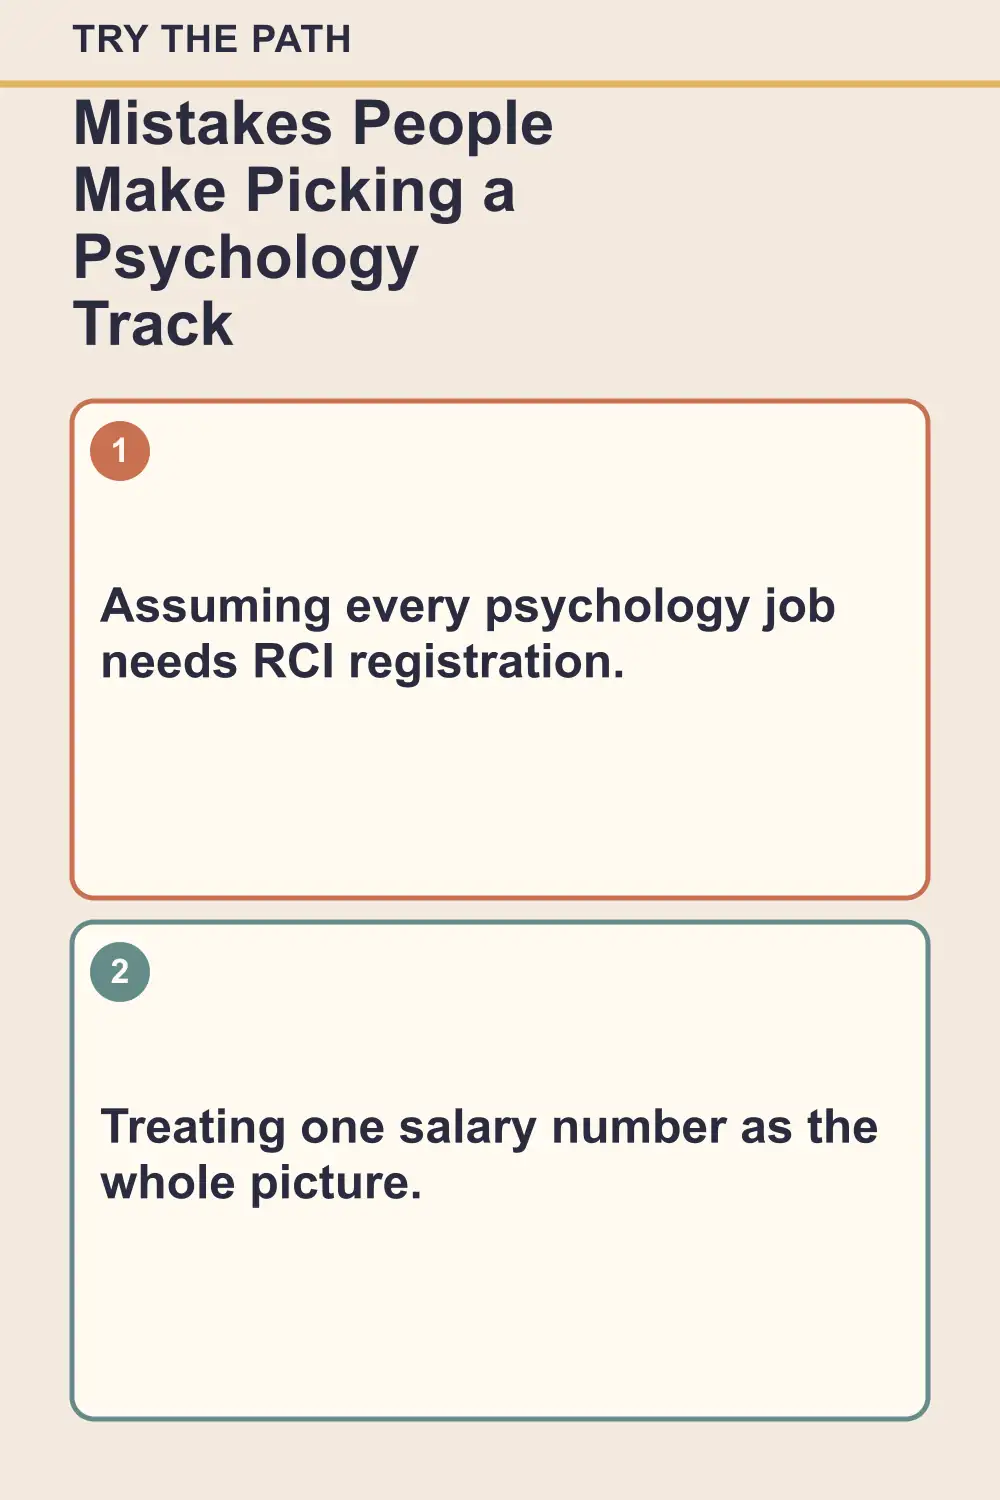 TRY THE PATH
Mistakes People
Make Picking a
Psychology
Track
1
Assuming every psychology job
needs RCI registration.
2
Treating one salary number as the
whole picture.